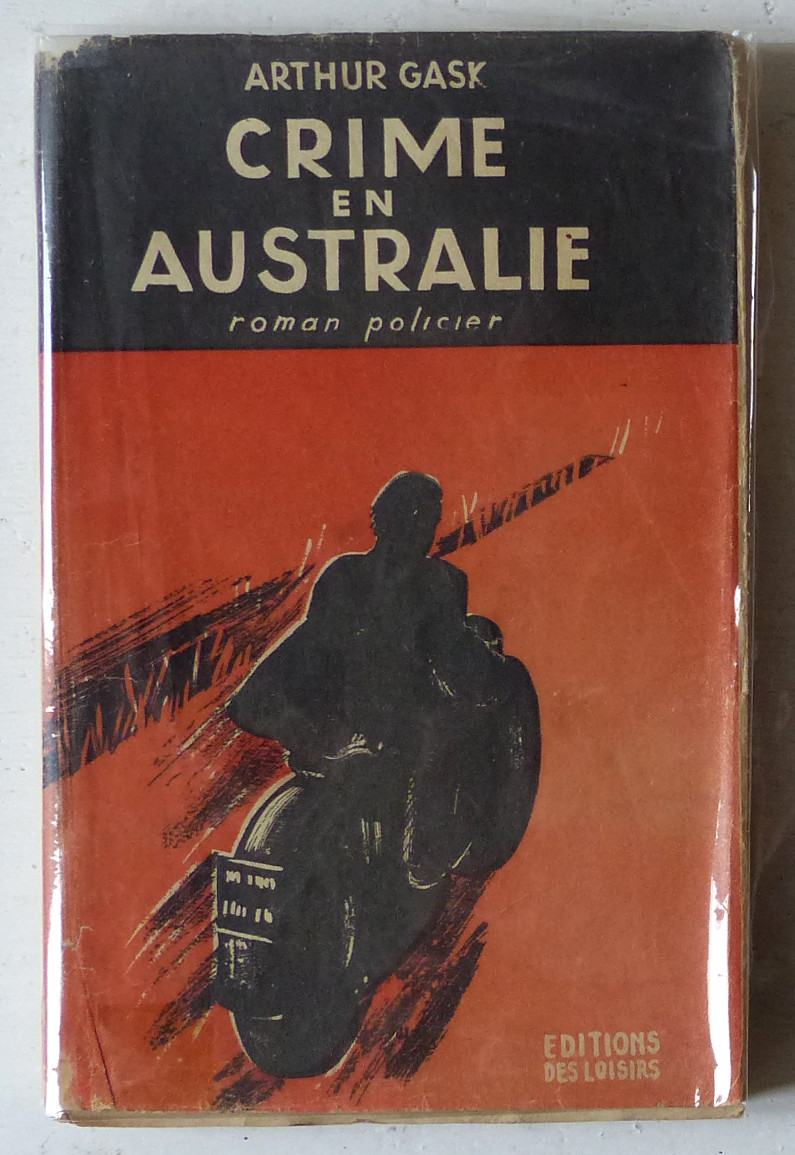 ARTHUR GASK
CRIME
EN
AUSTRALIE
roman policier
EDITIONS
DES LOISIRS